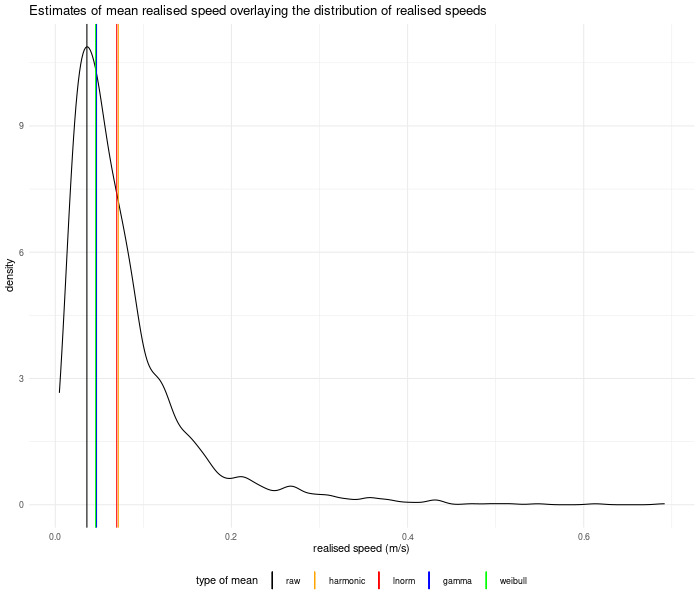 Estimates of mean realised speed overlaying the distribution of realised speeds
density
9
6
3
0
0.0 0.2 0.4 0.6
realised speed (m/s)
type of mean raw harmonic lnorm gamma weibull